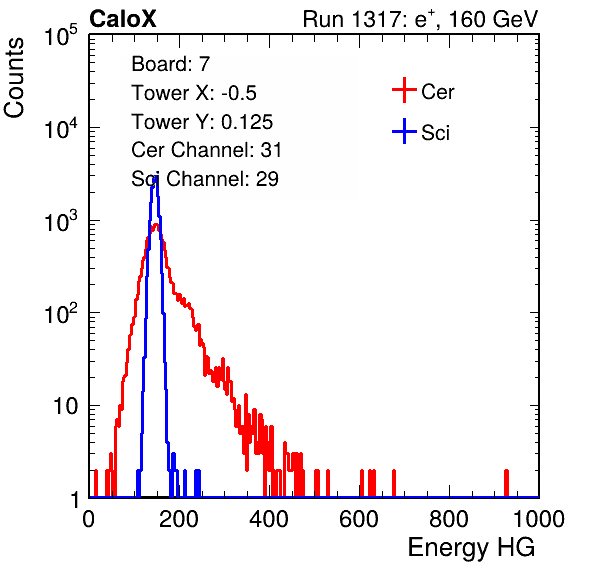 CaloX Run 1317: e⁺, 160 GeV
Counts
Board: 7
Tower X: -0.5
Tower Y: 0.125
Cer Channel: 31
Sci Channel: 29
Cer
Sci
10⁵
10⁴
10³
10²
10
1
0 200 400 600 800 1000
Energy HG